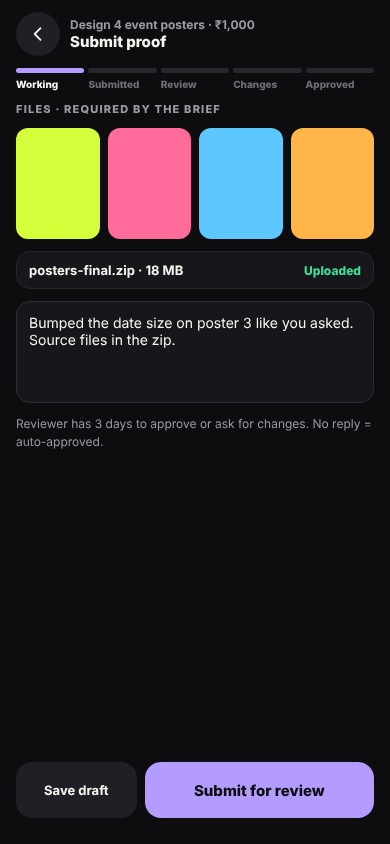 Design 4 event posters · ₹1,000
Submit proof
Working Submitted Review Changes Approved
FILES · REQUIRED BY THE BRIEF
posters-final.zip · 18 MB Uploaded
Bumped the date size on poster 3 like you asked.
Source files in the zip.
Reviewer has 3 days to approve or ask for changes. No reply =
auto-approved.
Save draft Submit for review